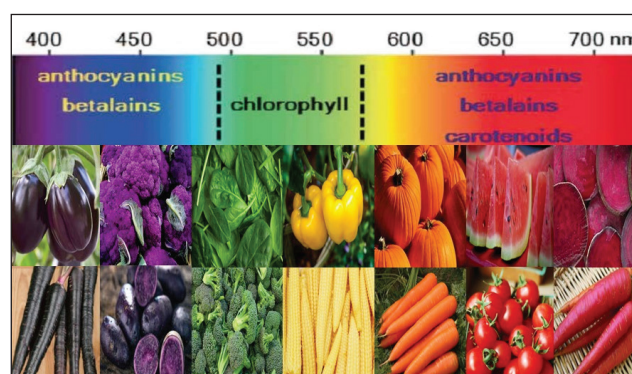 400 450 500 550 600 650 700 nm
anthocyanins
betalains
chlorophyll
anthocyanins
betalains
carotenoids